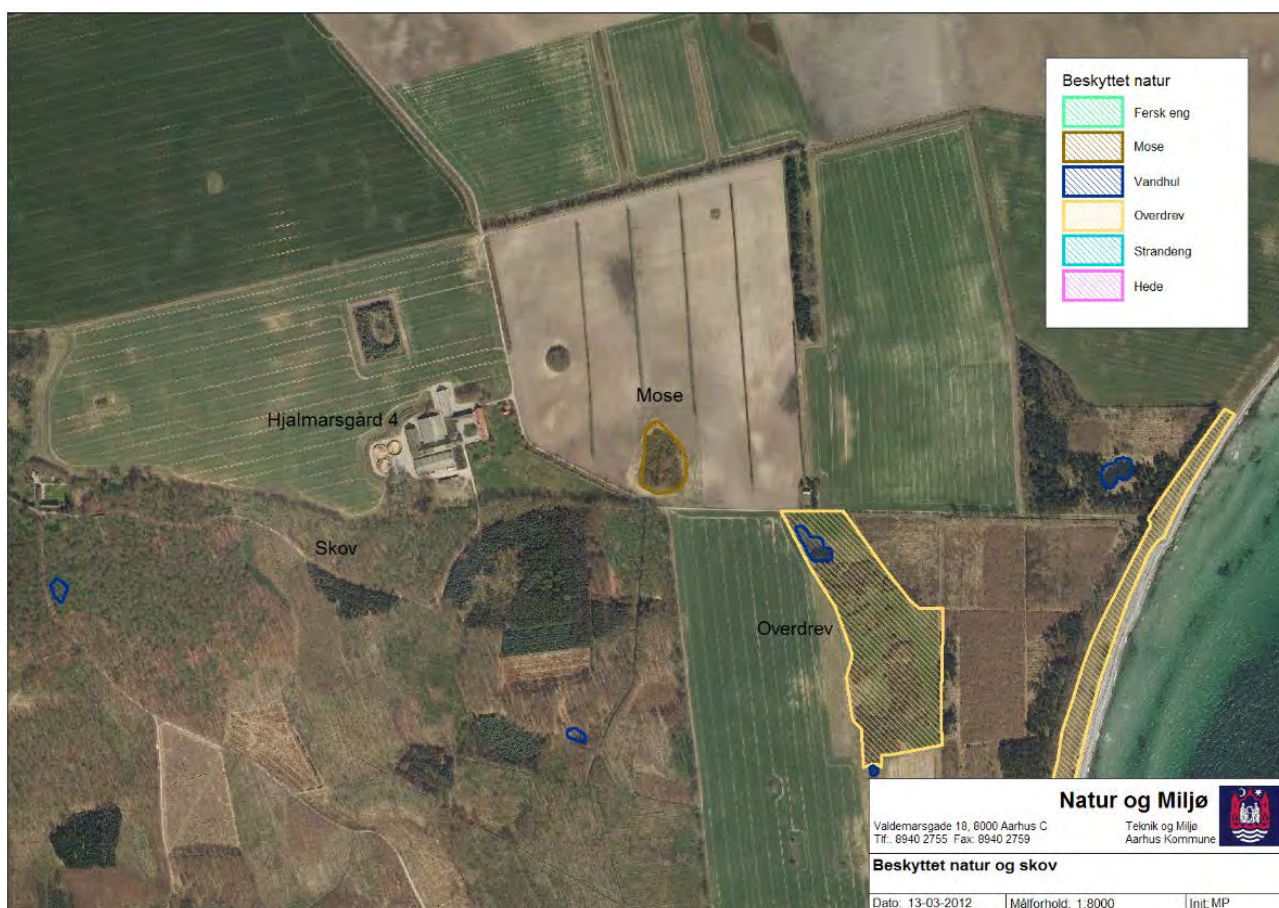 Beskyttet natur
Fersk eng
Mose
Vandhul
Overdrev
Strandeng
Hede
Mose
Hjalmarsgård 4
Skov
Overdrev
Natur og Miljø
Valdemarsgade 18, 8000 Aarhus C
Teknik og Miljø
Tlf.: 8940 2755 Fax: 8940 2759
Aarhus Kommune
Beskyttet natur og skov
Dato: 13-03-2012
Målforhold: 1:8000
Init: MP